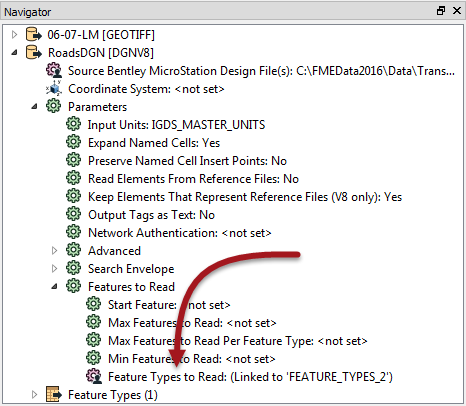 Navigator
06-07-LM [GEOTIFF]
RoadsDGN [DGNV8]
Source Bentley MicroStation Design File(s): C:\FMEData2016\Data\Trans...
Coordinate System: <not set>
Parameters
Input Units: IGDS_MASTER_UNITS
Expand Named Cells: Yes
Preserve Named Cell Insert Points: No
Read Elements From Reference Files: No
Keep Elements That Represent Reference Files (V8 only): Yes
Output Tags as Text: No
Network Authentication: <not set>
Advanced
Search Envelope
Features to Read
Start Feature: <not set>
Max Features to Read: <not set>
Max Features to Read Per Feature Type: <not set>
Min Features to Read: <not set>
Feature Types to Read: (Linked to 'FEATURE_TYPES_2')
Feature Types (1)